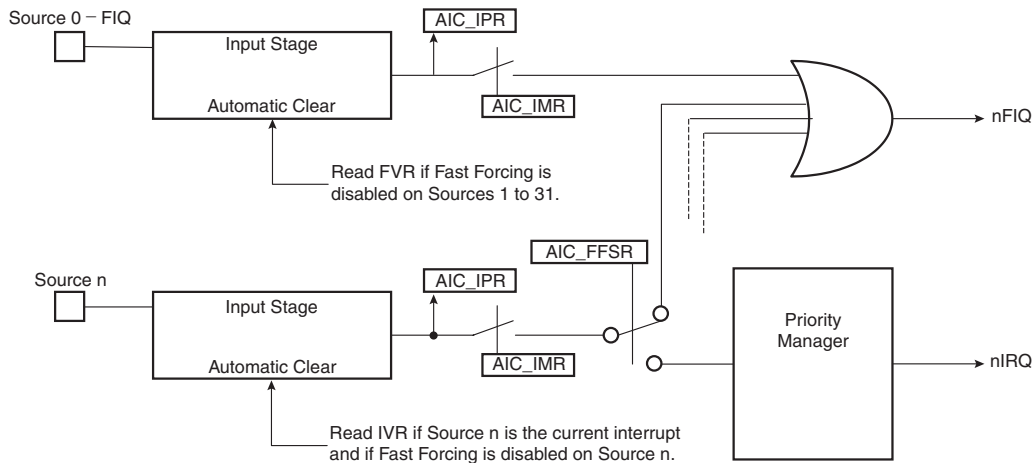 Source 0 – FIQ
AIC_IPR
Input Stage
Automatic Clear
AIC_IMR
nFIQ
Read FVR if Fast Forcing is
disabled on Sources 1 to 31.
AIC_FFSR
Source n
AIC_IPR
Input Stage
Priority
Manager
Automatic Clear
AIC_IMR
nIRQ
Read IVR if Source n is the current interrupt
and if Fast Forcing is disabled on Source n.